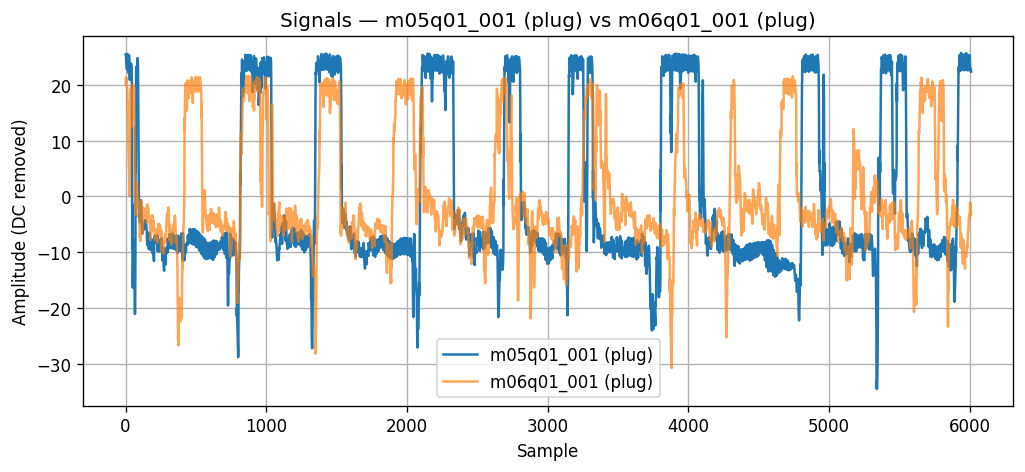 Signals — m05q01_001 (plug) vs m06q01_001 (plug)
Amplitude (DC removed)
20
10
0
−10
−20
−30
m05q01_001 (plug)
m06q01_001 (plug)
0 1000 2000 3000 4000 5000 6000
Sample